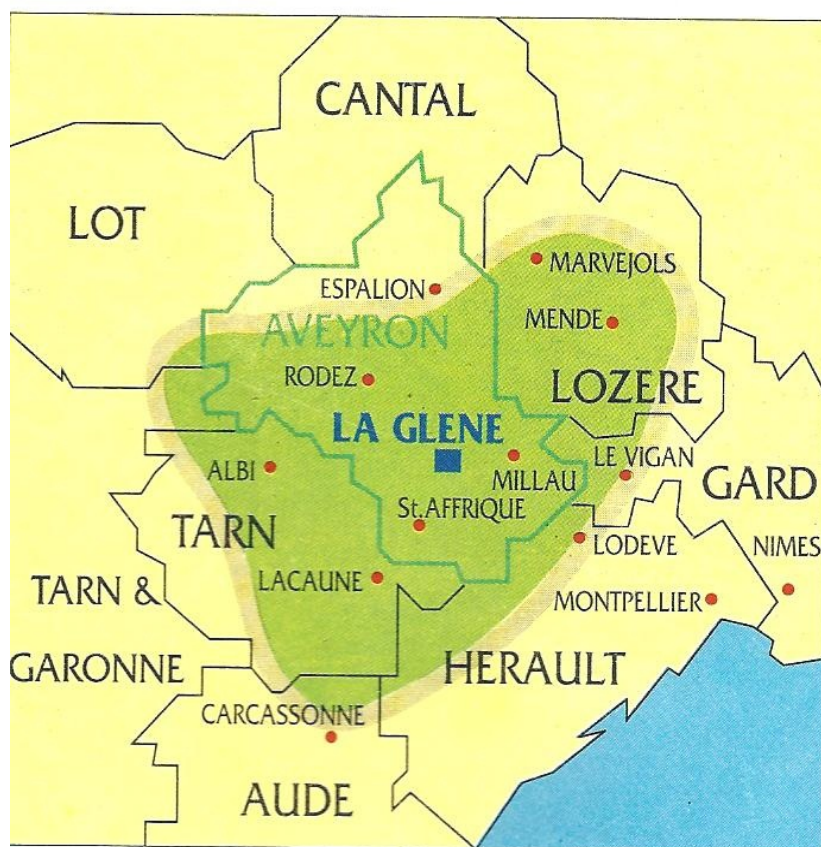 CANTAL
LOT
MARVEJOLS
ESPALION
MENDE
AVEYRON
RODEZ
LOZERE
LA GLENE
MILLAU
LE VIGAN
ALBI
GARD
St.AFFRIQUE
TARN
LODEVE
NIMES
LACAUNE
TARN &
GARONNE
MONTPELLIER
HERAULT
CARCASSONNE
AUDE